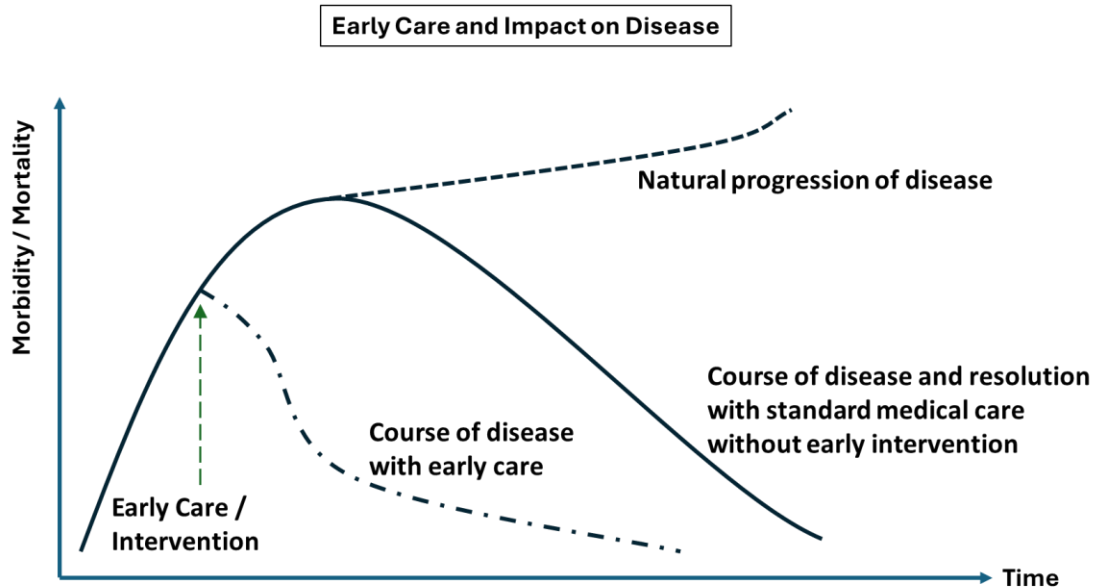 Early Care and Impact on Disease
Morbidity / Mortality
Natural progression of disease
Course of disease and resolution
with standard medical care
without early intervention
Course of disease
with early care
Early Care /
Intervention
Time